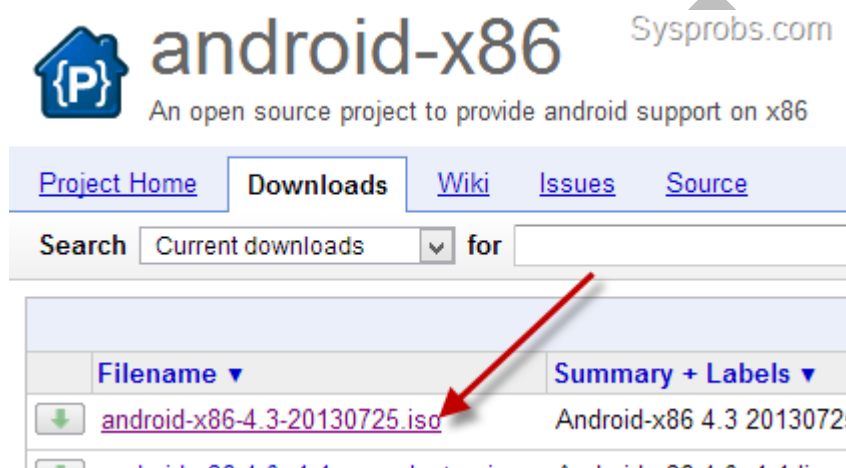 Sysprobs.com
{P}
android-x86
An open source project to provide android support on x86
Project Home Downloads Wiki Issues Source
Search Current downloads for
Filename ▼ Summary + Labels ▼
android-x86-4.3-20130725.iso Android-x86 4.3 2013072